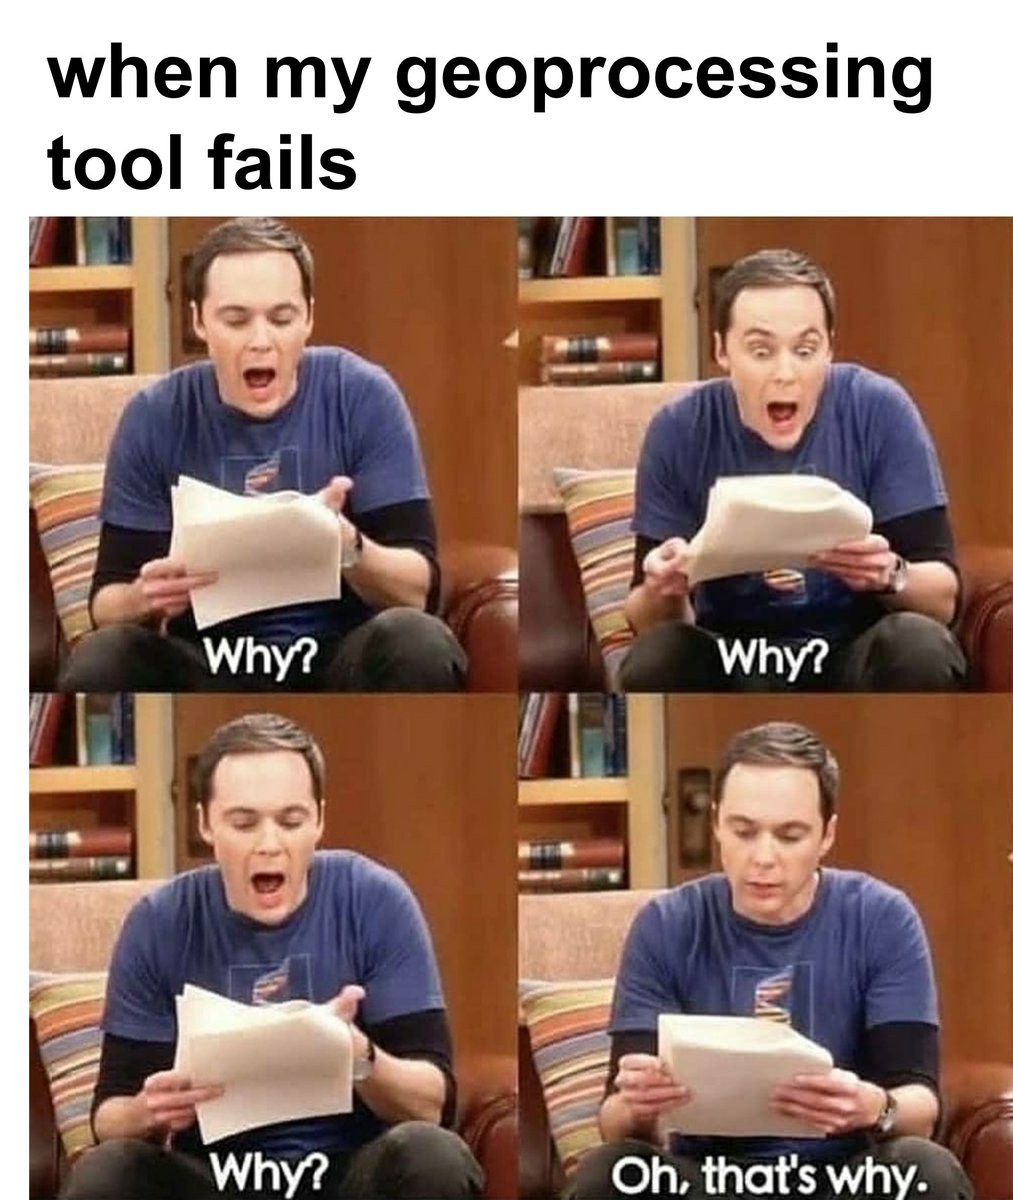 when my geoprocessing
tool fails
Why?
Why?
Why?
Oh, that's why.